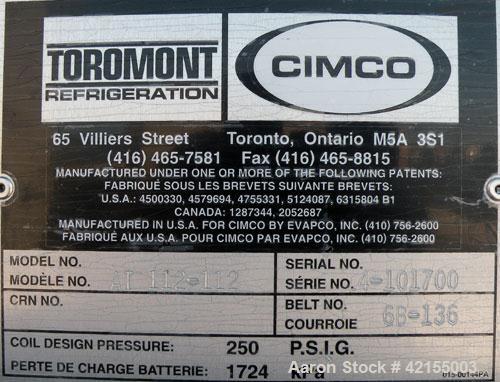 TOROMONT
REFRIGERATION
CIMCO
65 Villiers Street Toronto, Ontario M5A 3S1
(416) 465-7581 Fax (416) 465-8815
MANUFACTURED UNDER ONE OR MORE OF THE FOLLOWING PATENTS:
FABRIQUÉ SOUS LES BREVETS SUIVANTE BREVETS:
U.S.A.: 4500330, 4579694, 4755331, 5124087, 6315804 B1
CANADA: 1287344, 2052687
MANUFACTURED IN U.S.A. FOR CIMCO BY EVAPCO, INC. (410) 756-2600
FABRIQUÉ AUX U.S.A. POUR CIMCO PAR EVAPCO, INC. (410) 756-2600
MODEL NO.
MODÈLE NO. AT 112-112
SERIAL NO.
SÉRIE NO. 4-101700
CRN NO.
BELT NO.
COURROIE GB-136
COIL DESIGN PRESSURE: 250 P.S.I.G.
PERTE DE CHARGE BATTERIE: 1724 kPa
015-00144PA
Aaron Stock # 42155003